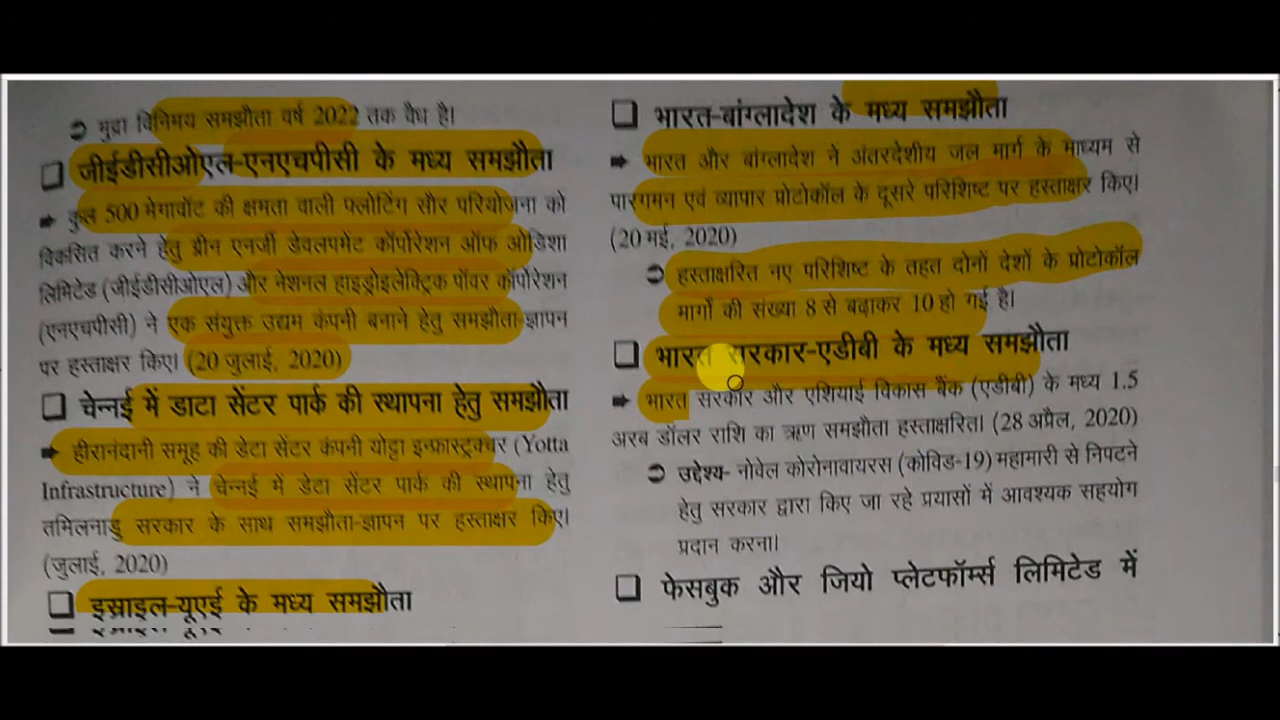 ➲ मुद्रा विनिमय समझौता वर्ष 2022 तक वैध है।
❑ जीईडीसीओएल-एनएचपीसी के मध्य समझौता
➡ कुल 500 मेगावॉट की क्षमता वाली फ्लोटिंग सौर परियोजना को
विकसित करने हेतु ग्रीन एनर्जी डेवलपमेंट कॉर्पोरेशन ऑफ ओडिशा
लिमिटेड (जीईडीसीओएल) और नेशनल हाइड्रोइलेक्ट्रिक पॉवर कॉर्पोरेशन
(एनएचपीसी) ने एक संयुक्त उद्यम कंपनी बनाने हेतु समझौता-ज्ञापन
पर हस्ताक्षर किए। (20 जुलाई, 2020)
❑ चेन्नई में डाटा सेंटर पार्क की स्थापना हेतु समझौता
➡ हीरानंदानी समूह की डेटा सेंटर कंपनी योट्टा इन्फ्रास्ट्रक्चर (Yotta
Infrastructure) ने चेन्नई में डेटा सेंटर पार्क की स्थापना हेतु
तमिलनाडु सरकार के साथ समझौता-ज्ञापन पर हस्ताक्षर किए।
(जुलाई, 2020)
❑ इस्राइल-यूएई के मध्य समझौता
❑ भारत-बांग्लादेश के मध्य समझौता
➡ भारत और बांग्लादेश ने अंतरदेशीय जल मार्ग के माध्यम से
पारगमन एवं व्यापार प्रोटोकॉल के दूसरे परिशिष्ट पर हस्ताक्षर किए।
(20 मई, 2020)
➲ हस्ताक्षरित नए परिशिष्ट के तहत दोनों देशों के प्रोटोकॉल
मार्गों की संख्या 8 से बढ़ाकर 10 हो गई है।
❑ भारत सरकार-एडीबी के मध्य समझौता
➡ भारत सरकार और एशियाई विकास बैंक (एडीबी) के मध्य 1.5
अरब डॉलर राशि का ऋण समझौता हस्ताक्षरित। (28 अप्रैल, 2020)
➲ उद्देश्य- नोवेल कोरोनावायरस (कोविड-19) महामारी से निपटने
हेतु सरकार द्वारा किए जा रहे प्रयासों में आवश्यक सहयोग
प्रदान करना।
❑ फेसबुक और जियो प्लेटफॉर्म्स लिमिटेड में